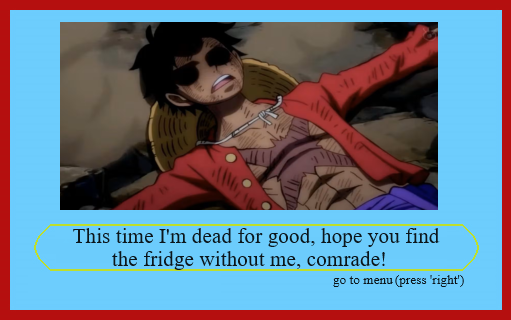 This time I'm dead for good, hope you find
the fridge without me, comrade!
go to menu (press 'right')